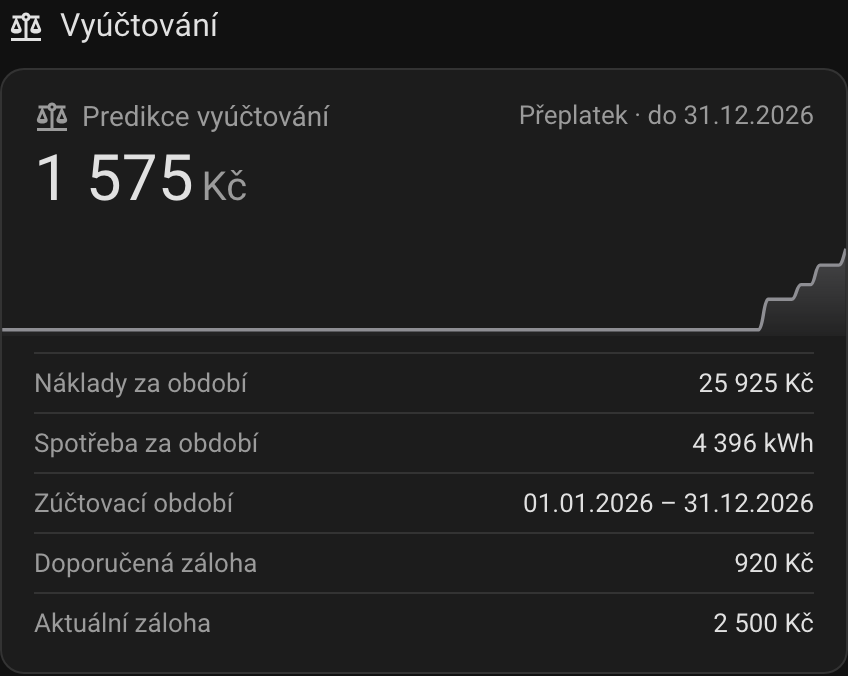 Vyúčtování
Predikce vyúčtování
Přeplatek · do 31.12.2026
1 575 Kč
Náklady za období 25 925 Kč
Spotřeba za období 4 396 kWh
Zúčtovací období 01.01.2026 – 31.12.2026
Doporučená záloha 920 Kč
Aktuální záloha 2 500 Kč